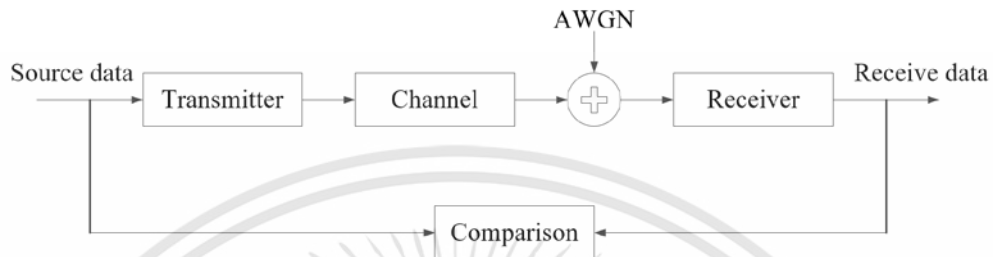 AWGN
Source data
Receive data
Transmitter
Channel
Receiver
Comparison